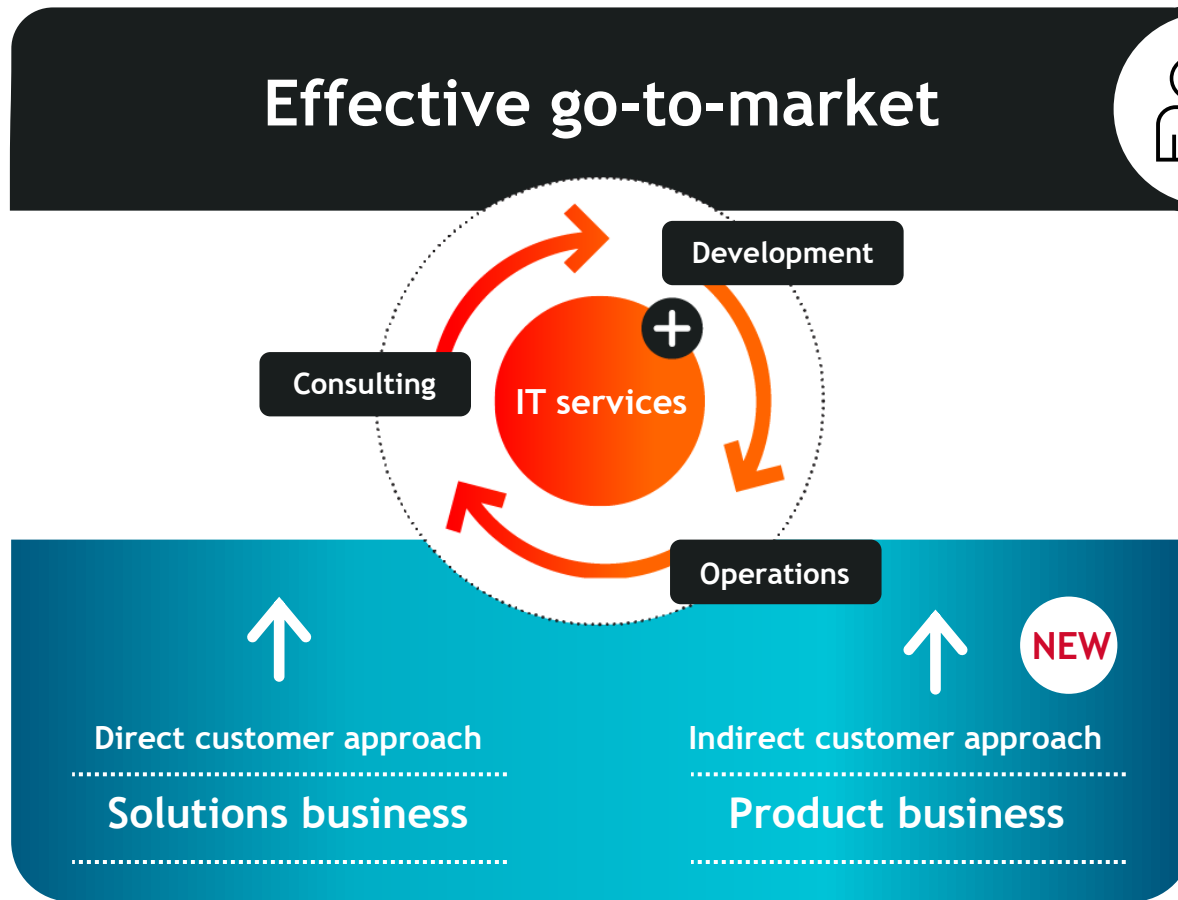 Effective go-to-market
Development
Consulting
IT services
Operations
NEW
Direct customer approach
Solutions business
Indirect customer approach
Product business